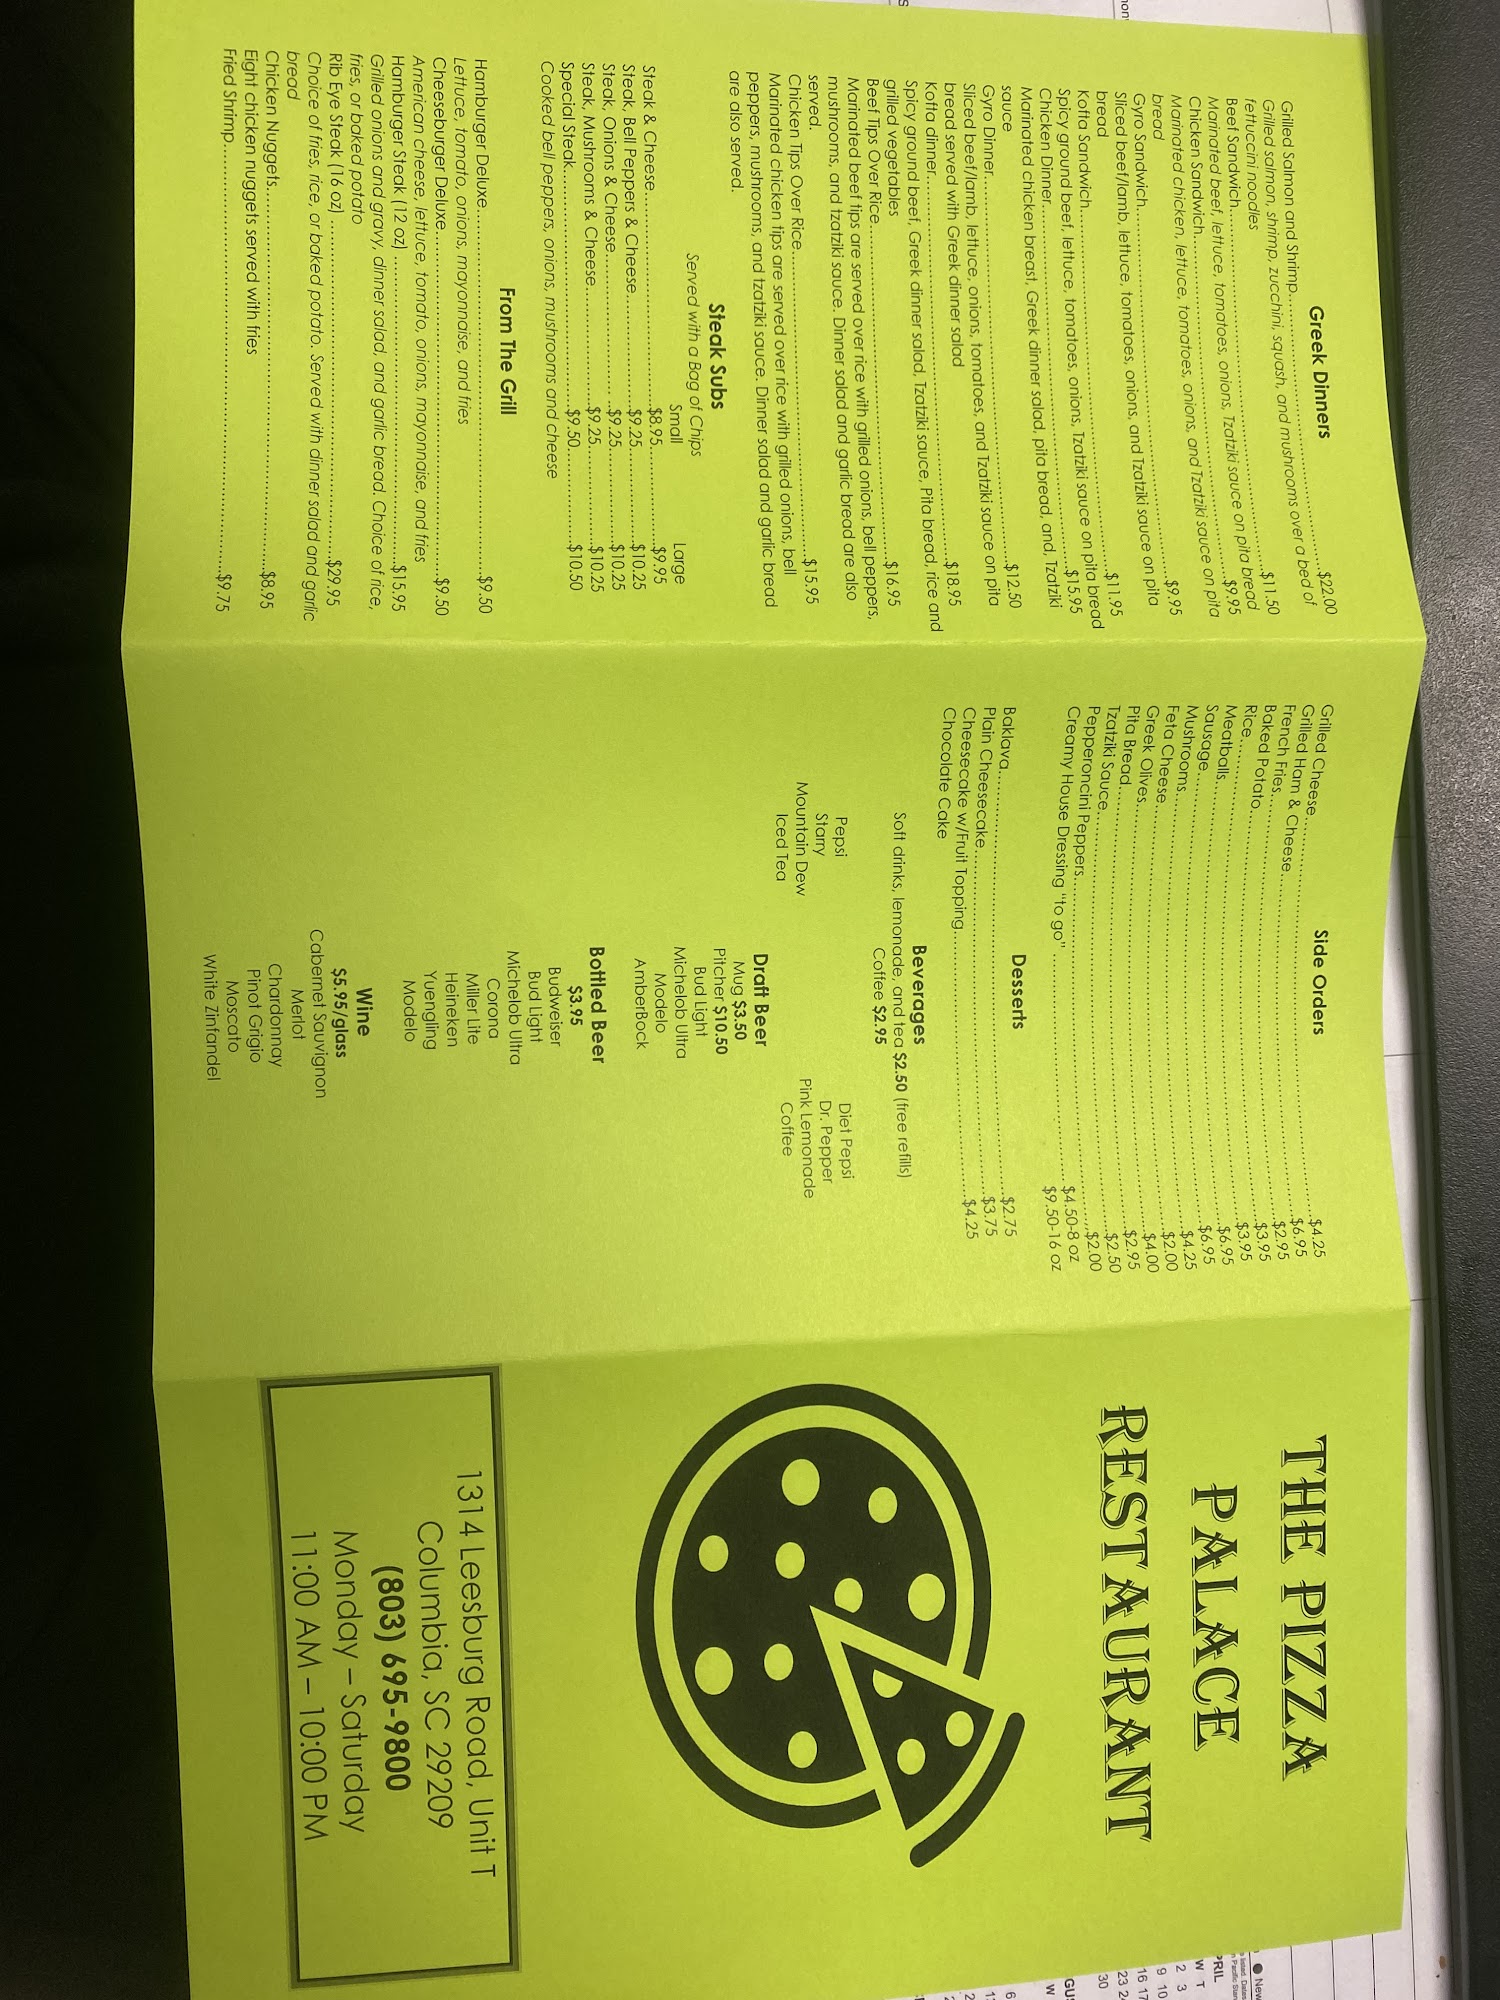 Greek Dinners
Grilled Salmon and Shrimp..........$22.00
Grilled salmon, shrimp, zucchini, squash, and mushrooms over a bed of
fettuccini noodles
Beef Sandwich..........$11.50
Marinated beef, lettuce, tomatoes, onions, Tzatziki sauce on pita bread
Chicken Sandwich..........$9.95
Marinated chicken, lettuce, tomatoes, onions, and Tzatziki sauce on pita
bread
Gyro Sandwich..........$9.95
Sliced beef/lamb, lettuce, tomatoes, onions, and Tzatziki sauce on pita
bread
Kofta Sandwich..........$11.95
Spicy ground beef, lettuce, tomatoes, onions, Tzatziki sauce on pita bread
Chicken Dinner..........$15.95
Marinated chicken breast, Greek dinner salad, pita bread, and, Tzatziki
sauce
Gyro Dinner..........$12.50
Sliced beef/lamb, lettuce, onions, tomatoes, and Tzatziki sauce on pita
bread served with Greek dinner salad
Kofta dinner..........$18.95
Spicy ground beef, Greek dinner salad, Tzatziki sauce, Pita bread, rice and
grilled vegetables
Beef Tips Over Rice..........$16.95
Marinated beef tips are served over rice with grilled onions, bell peppers,
mushrooms, and tzatziki sauce. Dinner salad and garlic bread are also
served.
Chicken Tips Over Rice..........$15.95
Marinated chicken tips are served over rice with grilled onions, bell
peppers, mushrooms, and tzatziki sauce. Dinner salad and garlic bread
are also served.
Steak Subs
Served with a Bag of Chips
Small Large
Steak & Cheese..........$8.95..........$9.95
Steak, Bell Peppers & Cheese..........$9.25..........$10.25
Steak, Onions & Cheese..........$9.25..........$10.25
Steak, Mushrooms & Cheese..........$9.25..........$10.25
Special Steak..........$9.50..........$10.50
Cooked bell peppers, onions, mushrooms and cheese
From The Grill
Hamburger Deluxe..........$9.50
Lettuce, tomato, onions, mayonnaise, and fries
Cheeseburger Deluxe..........$9.50
American cheese, lettuce, tomato, onions, mayonnaise, and fries
Hamburger Steak (12 oz)..........$15.95
Grilled onions and gravy, dinner salad, and garlic bead. Choice of rice,
fries, or baked potato
Rib Eye Steak (16 oz)..........$29.95
Choice of fries, rice, or baked potato. Served with dinner salad and garlic
bread
Chicken Nuggets..........$8.95
Eight chicken nuggets served with fries
Fried Shrimp..........$9.75
Side Orders
Grilled Cheese..........$4.25
Grilled Ham & Cheese..........$6.95
French Fries..........$2.95
Baked Potato..........$3.95
Rice..........$3.95
Meatballs..........$6.95
Sausage..........$6.95
Mushrooms..........$4.25
Feta Cheese..........$2.00
Greek Olives..........$4.00
Pita Bread..........$2.95
Tzatziki Sauce..........$2.50
Pepperoncini Peppers..........$2.00
Creamy House Dressing "to go"..........$4.50-8 oz
$9.50-16 oz
Desserts
Baklava..........$2.75
Plain Cheesecake..........$3.75
Cheesecake w/Fruit Topping..........$4.25
Chocolate Cake
Beverages
Soft drinks, lemonade, and tea $2.50 (free refills)
Coffee $2.95
Pepsi Diet Pepsi
Starry Dr. Pepper
Mountain Dew Pink Lemonade
Iced Tea Coffee
Draft Beer
Mug $3.50
Pitcher $10.50
Bud Light
Michelob Ultra
Modelo
AmberBock
Bottled Beer
$3.95
Budweiser
Bud Light
Michelob Ultra
Corona
Miller Lite
Heineken
Yuengling
Modelo
Wine
$5.95/glass
Cabernet Sauvignon
Merlot
Chardonnay
Pinot Grigio
Moscato
White Zinfandel
THE PIZZA
PALACE
RESTAURANT
1314 Leesburg Road, Unit T
Columbia, SC 29209
(803) 695-9800
Monday – Saturday
11:00 AM – 10:00 PM